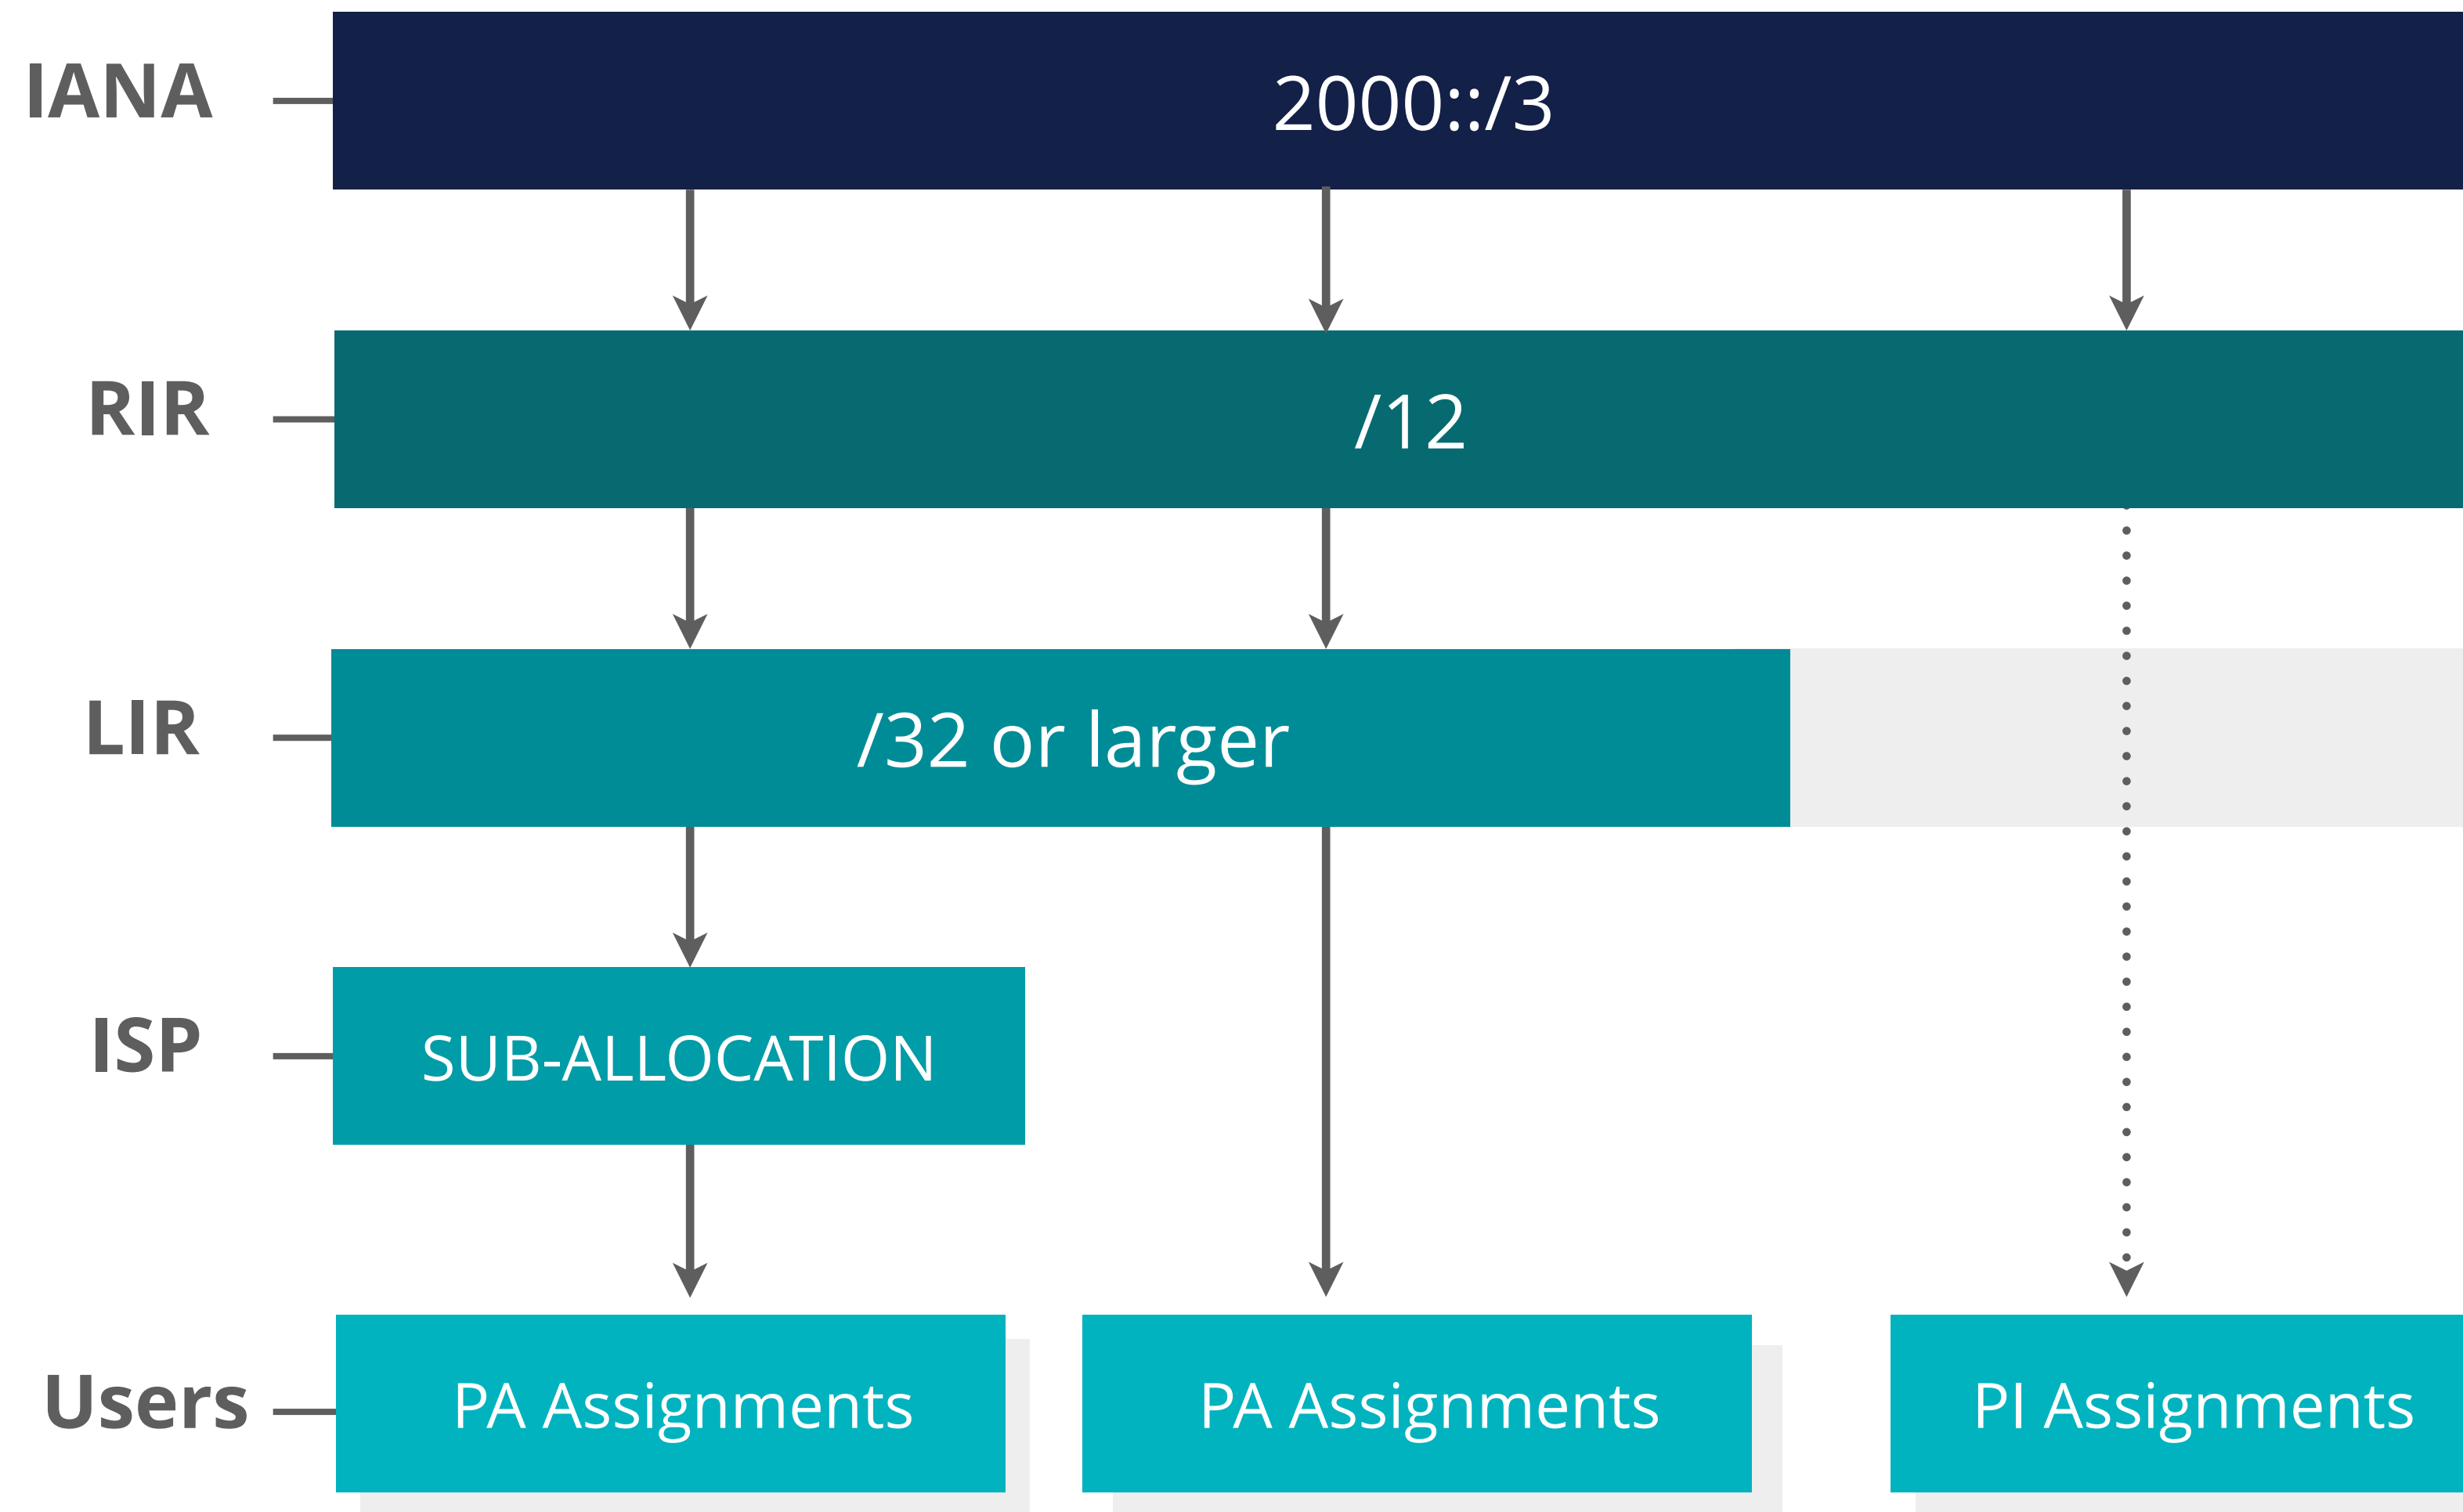 IANA
2000::/3
RIR
/12
LIR
/32 or larger
ISP
SUB-ALLOCATION
Users
PA Assignments
PA Assignments
PI Assignments